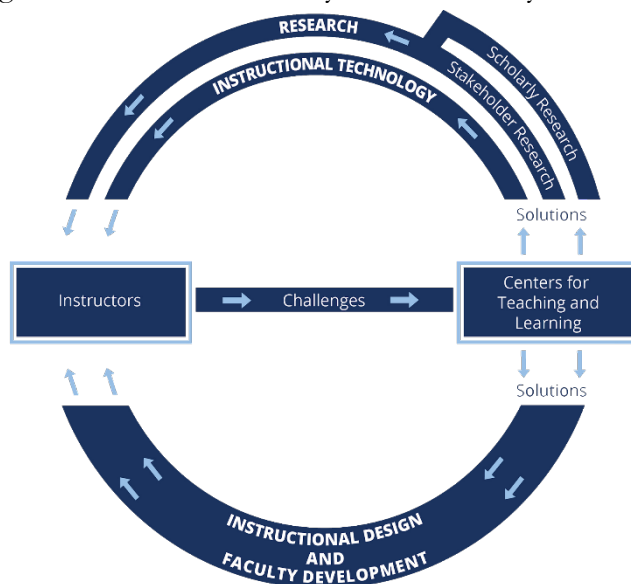 RESEARCH
INSTRUCTIONAL TECHNOLOGY
Scholarly Research
Stakeholder Research
Solutions
Instructors
Challenges
Centers for
Teaching and
Learning
Solutions
INSTRUCTIONAL DESIGN
AND
FACULTY DEVELOPMENT